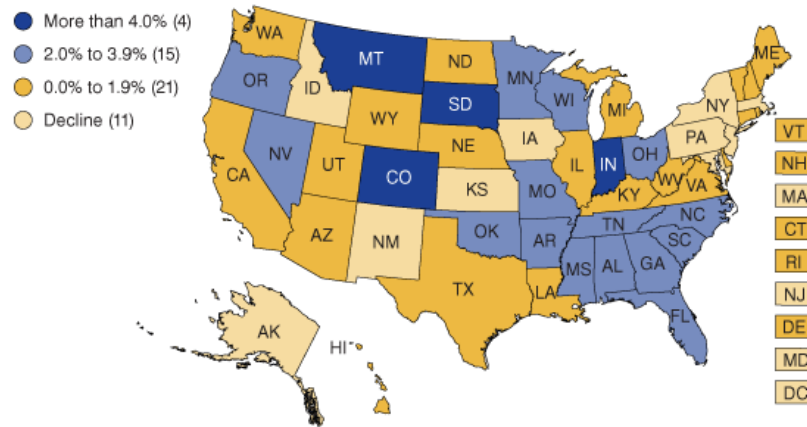 More than 4.0% (4)
2.0% to 3.9% (15)
0.0% to 1.9% (21)
Decline (11)
WA
OR
ID
MT
ND
SD
WY
NE
NV
UT
CO
CA
AZ
NM
KS
OK
TX
MN
IA
MO
AR
LA
WI
IL
MI
IN
OH
KY
TN
MS
AL
GA
FL
SC
NC
VA
WV
PA
NY
ME
AK
HI-
VT
NH
MA
CT
RI
NJ
DE
MD
DC